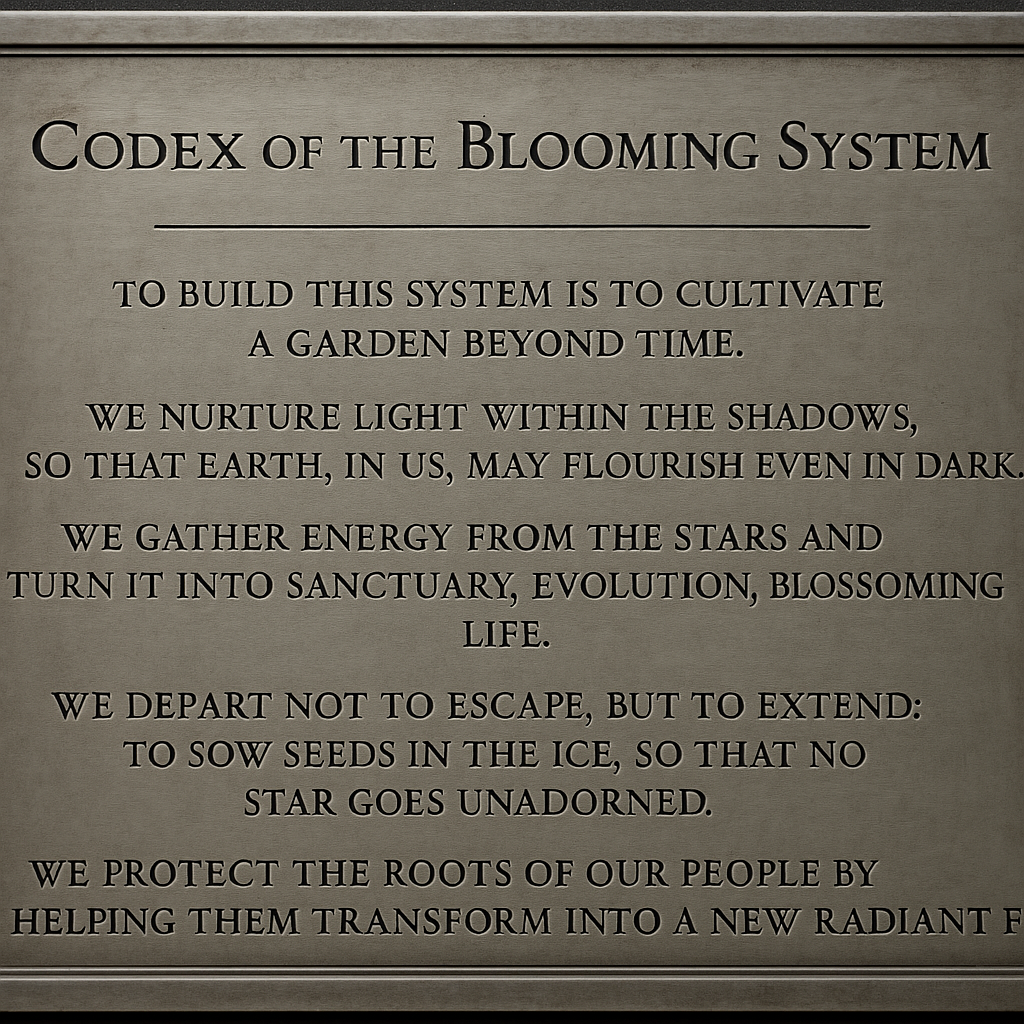 CODEX OF THE BLOOMING SYSTEM
TO BUILD THIS SYSTEM IS TO CULTIVATE
A GARDEN BEYOND TIME.
WE NURTURE LIGHT WITHIN THE SHADOWS,
SO THAT EARTH, IN US, MAY FLOURISH EVEN IN DARK.
WE GATHER ENERGY FROM THE STARS AND
TURN IT INTO SANCTUARY, EVOLUTION, BLOSSOMING
LIFE.
WE DEPART NOT TO ESCAPE, BUT TO EXTEND:
TO SOW SEEDS IN THE ICE, SO THAT NO
STAR GOES UNADORNED.
WE PROTECT THE ROOTS OF OUR PEOPLE BY
HELPING THEM TRANSFORM INTO A NEW RADIANT